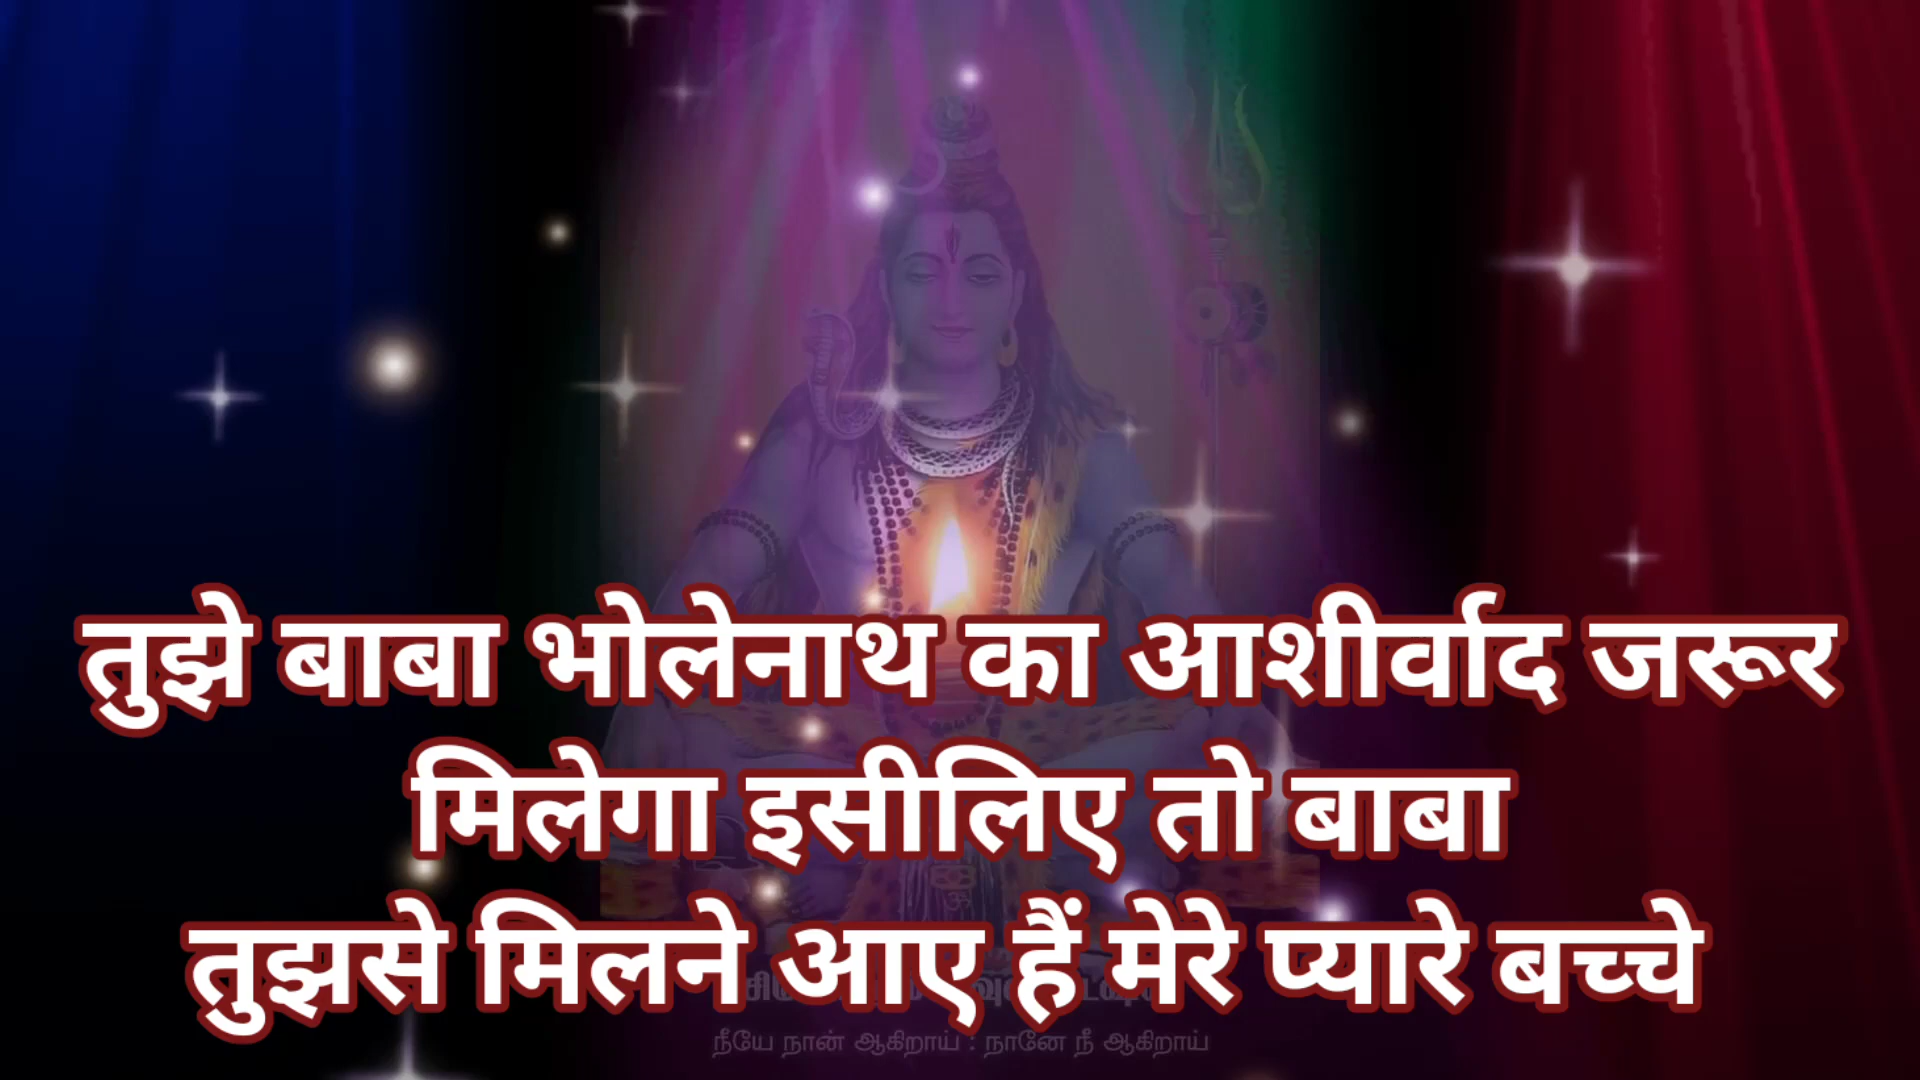 तुझे बाबा भोलेनाथ का आशीर्वाद जरूर
मिलेगा इसीलिए तो बाबा
तुझसे मिलने आए हैं मेरे प्यारे बच्चे
நீயே நான் ஆகிறாய் : நானே நீ ஆகிறாய்